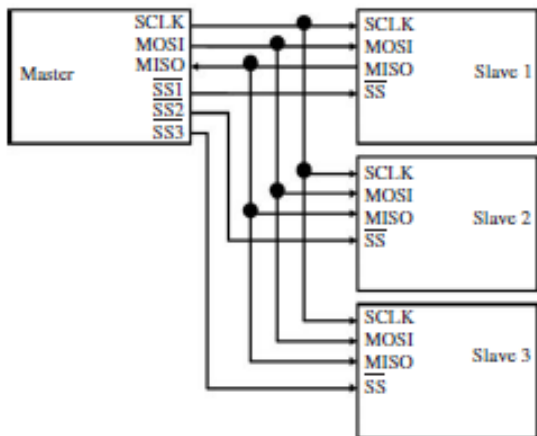 Master
SCLK
MOSI
MISO
SS1
SS2
SS3
SCLK
MOSI
MISO
SS
Slave 1
SCLK
MOSI
MISO
SS
Slave 2
SCLK
MOSI
MISO
SS
Slave 3